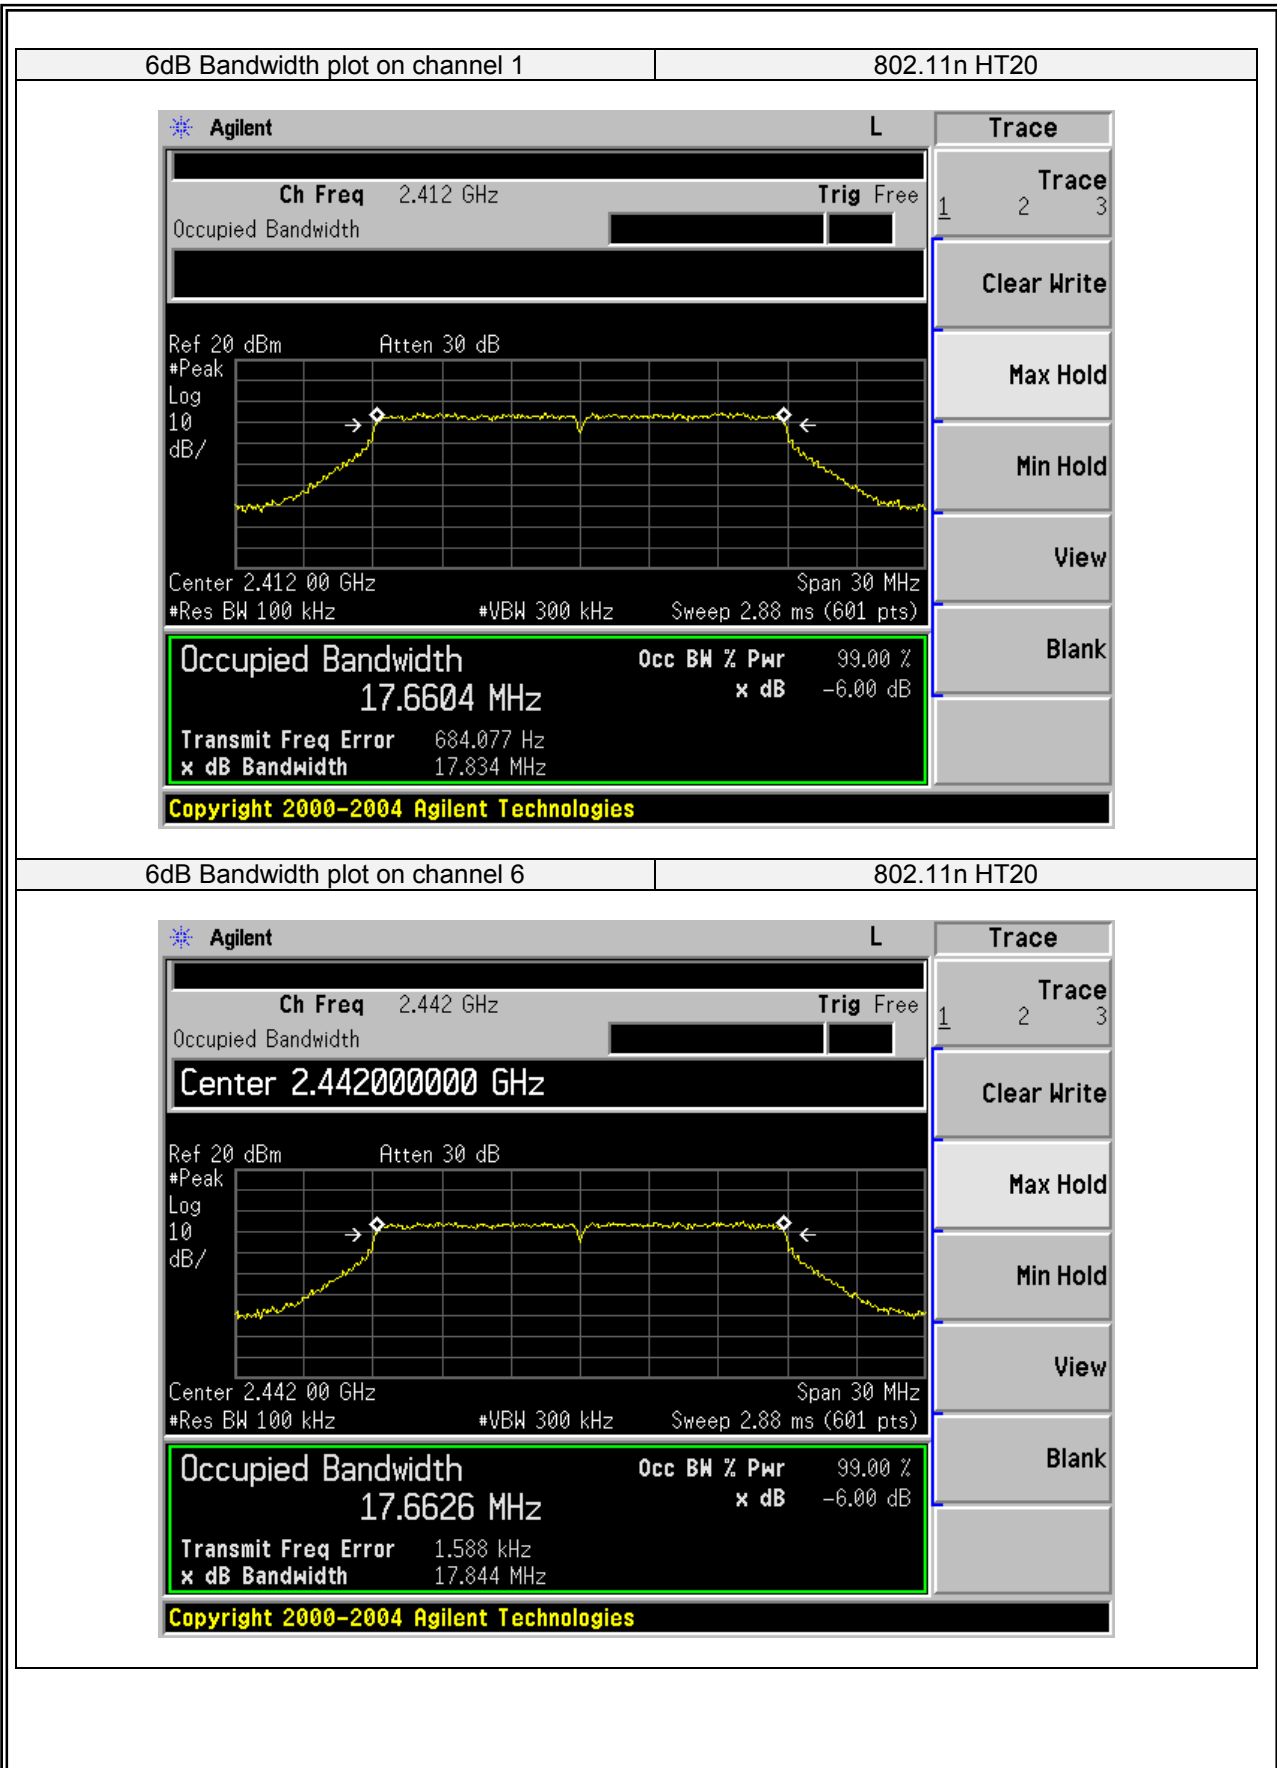 6dB Bandwidth plot on channel 1 802.11n HT20
Agilent L Trace
Ch Freq 2.412 GHz Trig Free
Trace
1 2 3
Occupied Bandwidth
Clear Write
Ref 20 dBm Atten 30 dB
#Peak
Log
10
dB/
Max Hold
Min Hold
View
Center 2.412 00 GHz Span 30 MHz
#Res BW 100 kHz #VBW 300 kHz Sweep 2.88 ms (601 pts)
Blank
Occupied Bandwidth Occ BW % Pwr 99.00 %
17.6604 MHz x dB -6.00 dB
Transmit Freq Error 684.077 Hz
x dB Bandwidth 17.834 MHz
Copyright 2000-2004 Agilent Technologies
6dB Bandwidth plot on channel 6 802.11n HT20
Agilent L Trace
Ch Freq 2.442 GHz Trig Free
Trace
1 2 3
Occupied Bandwidth
Center 2.442000000 GHz
Clear Write
Ref 20 dBm Atten 30 dB
#Peak
Log
10
dB/
Max Hold
Min Hold
View
Center 2.442 00 GHz Span 30 MHz
#Res BW 100 kHz #VBW 300 kHz Sweep 2.88 ms (601 pts)
Blank
Occupied Bandwidth Occ BW % Pwr 99.00 %
17.6626 MHz x dB -6.00 dB
Transmit Freq Error 1.588 kHz
x dB Bandwidth 17.844 MHz
Copyright 2000-2004 Agilent Technologies